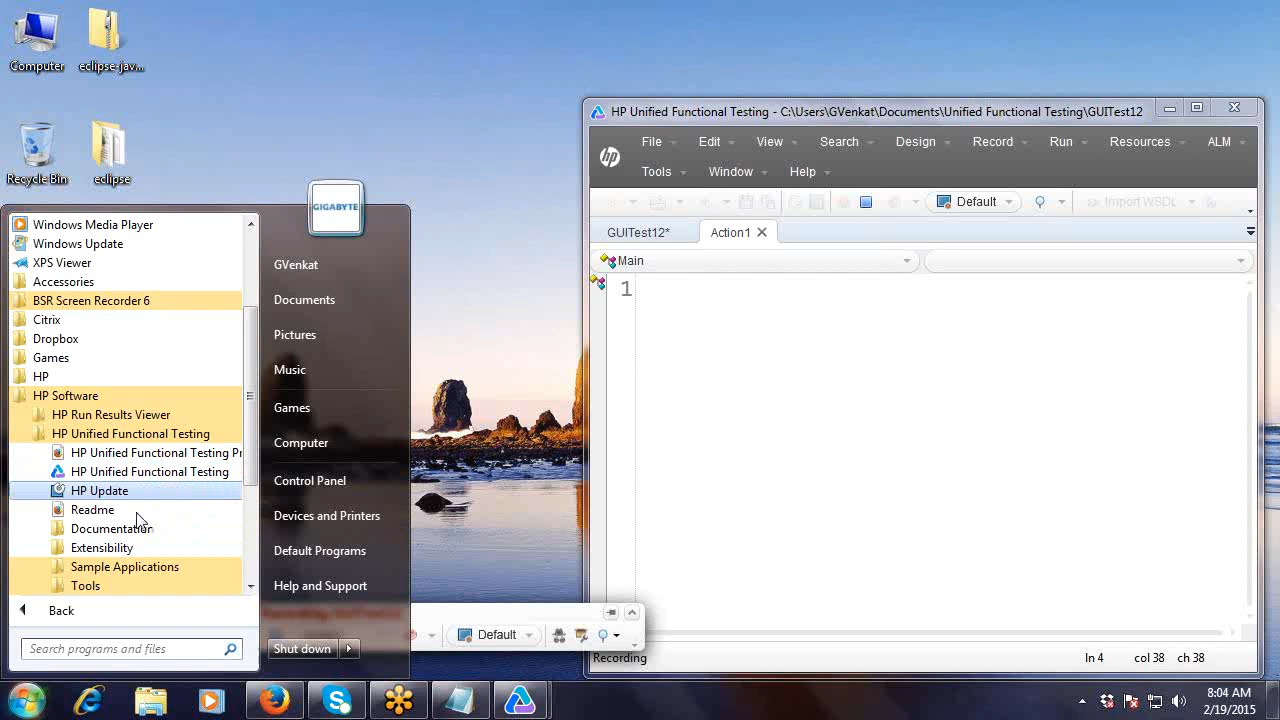 Computer
eclipse-jav...
Recycle Bin
eclipse
GIGABYTE
Windows Media Player
Windows Update
XPS Viewer
Accessories
BSR Screen Recorder 6
Citrix
Dropbox
Games
HP
HP Software
HP Run Results Viewer
HP Unified Functional Testing
HP Unified Functional Testing Pr
HP Unified Functional Testing
HP Update
Readme
Documentation
Extensibility
Sample Applications
Tools
Back
Search programs and files
GVenkat
Documents
Pictures
Music
Games
Computer
Control Panel
Devices and Printers
Default Programs
Help and Support
Shut down
Default
HP Unified Functional Testing - C:\Users\GVenkat\Documents\Unified Functional Testing\GUITest12
hp
File Edit View Search Design Record Run Resources ALM
Tools Window Help
Default
Import WSDL
GUITest12* Action1
Main
1
Recording
ln 4 col 38 ch 38
8:04 AM
2/19/2015